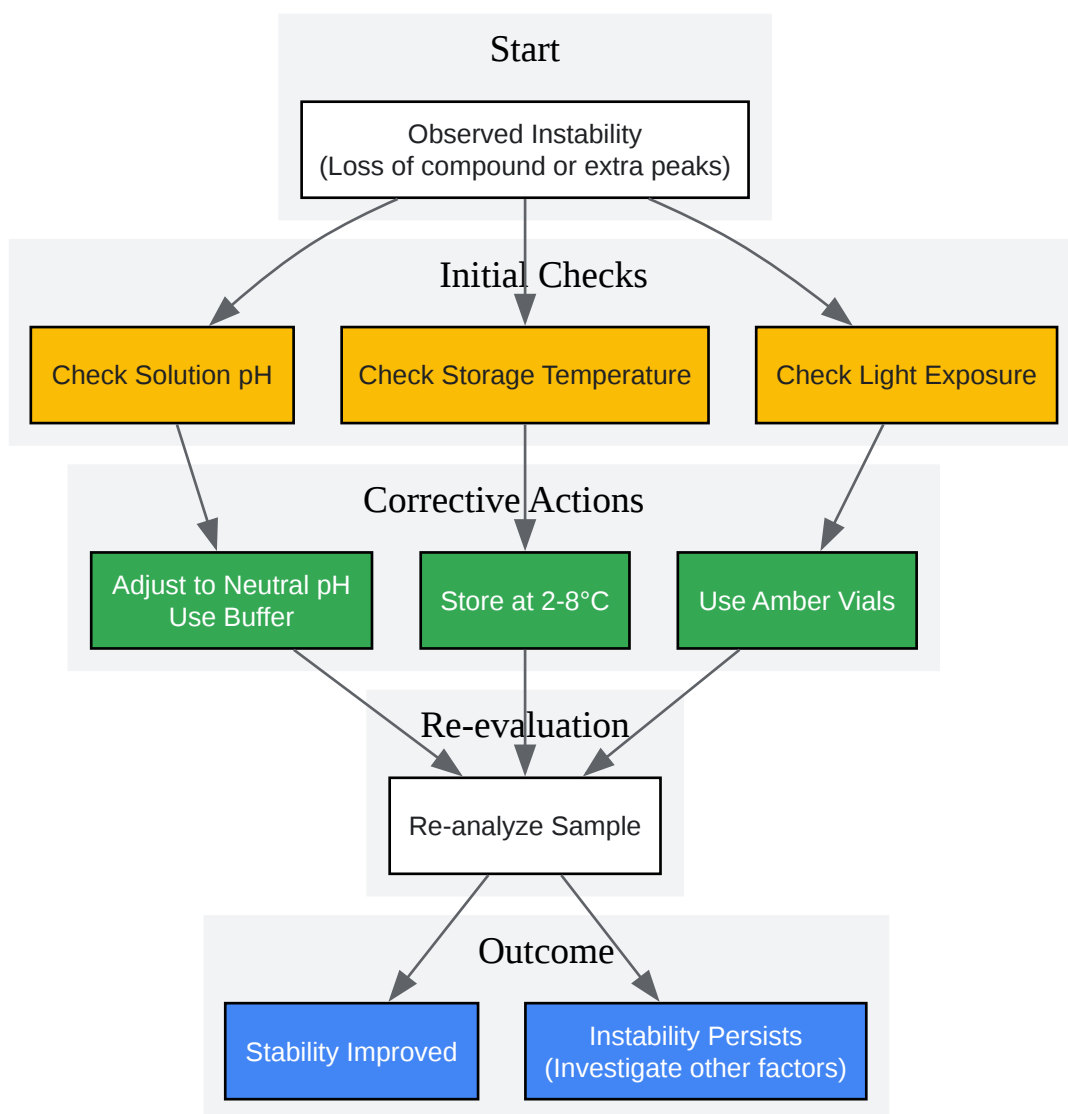 Start
Observed Instability
(Loss of compound or extra peaks)
Initial Checks
Check Solution pH
Check Storage Temperature
Check Light Exposure
Corrective Actions
Adjust to Neutral pH
Use Buffer
Store at 2-8°C
Use Amber Vials
Re-evaluation
Re-analyze Sample
Outcome
Stability Improved
Instability Persists
(Investigate other factors)